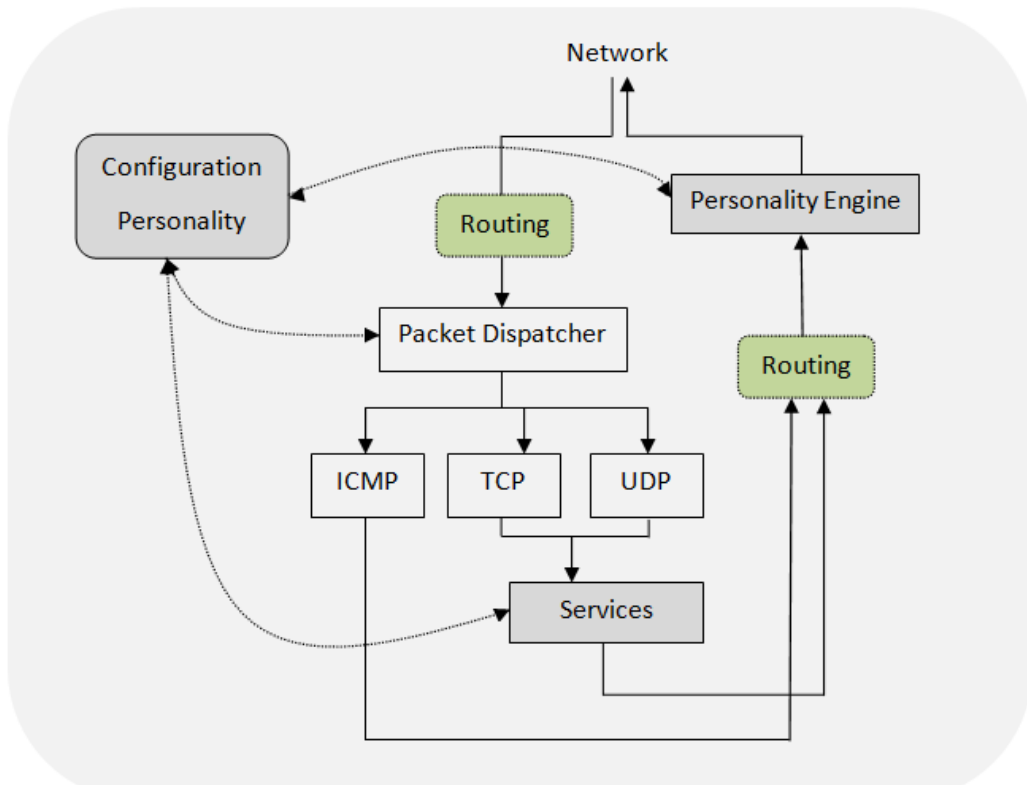 Network
Configuration
Personality
Personality Engine
Routing
Packet Dispatcher
Routing
ICMP
TCP
UDP
Services